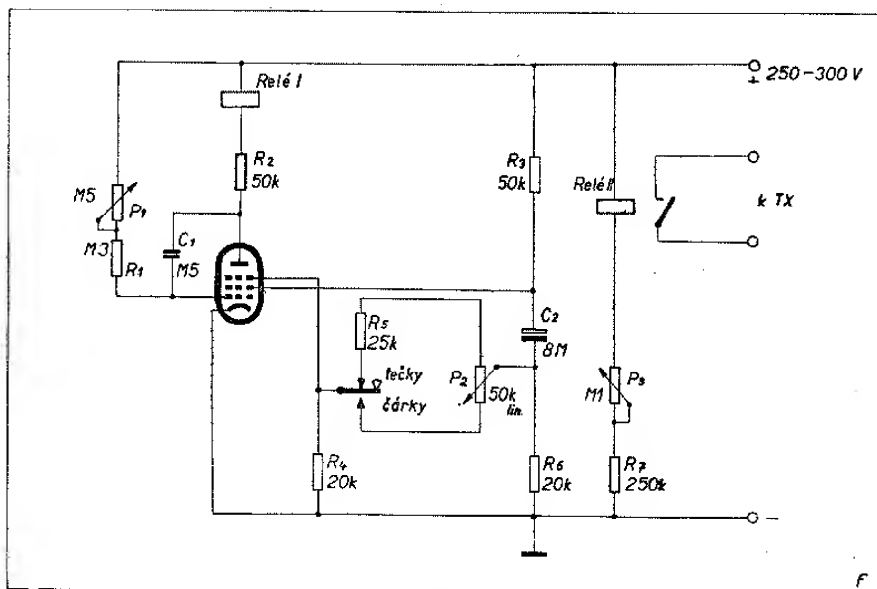 Relé I
250–300 V
+
R2
50k
R3
50k
M5
P1
Relé II
k TX
C1
M5
M3
R1
C2
8M
R5
25k
P2
50k
lin.
tečky
čárky
P3
M1
R4
20k
R6
20k
R7
250k
–
F